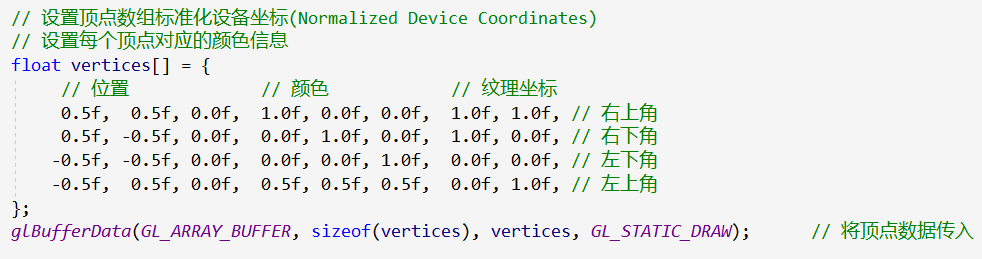 // 设置顶点数组标准化设备坐标(Normalized Device Coordinates)
// 设置每个顶点对应的颜色信息
float vertices[] = {
    // 位置           // 颜色          // 纹理坐标
    0.5f,  0.5f, 0.0f,  1.0f, 0.0f, 0.0f,  1.0f, 1.0f, // 右上角
    0.5f, -0.5f, 0.0f,  0.0f, 1.0f, 0.0f,  1.0f, 0.0f, // 右下角
   -0.5f, -0.5f, 0.0f,  0.0f, 0.0f, 1.0f,  0.0f, 0.0f, // 左下角
   -0.5f,  0.5f, 0.0f,  0.5f, 0.5f, 0.5f,  0.0f, 1.0f, // 左上角
};
glBufferData(GL_ARRAY_BUFFER, sizeof(vertices), vertices, GL_STATIC_DRAW);     // 将顶点数据传入